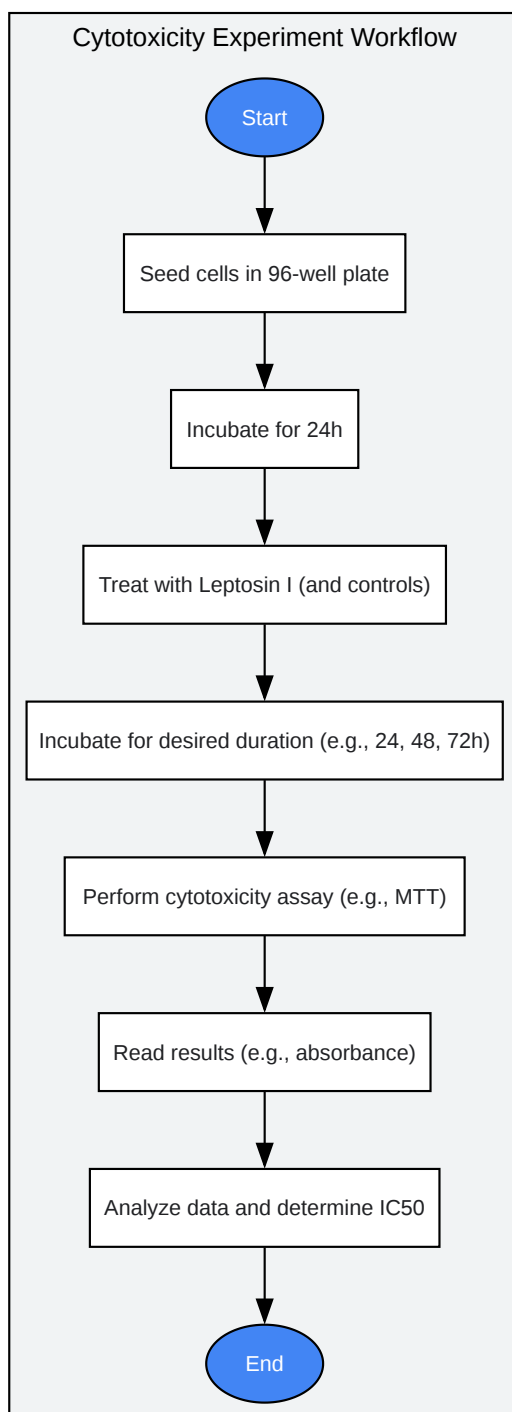 Cytotoxicity Experiment Workflow
Start
Seed cells in 96-well plate
Incubate for 24h
Treat with Leptosin I (and controls)
Incubate for desired duration (e.g., 24, 48, 72h)
Perform cytotoxicity assay (e.g., MTT)
Read results (e.g., absorbance)
Analyze data and determine IC50
End